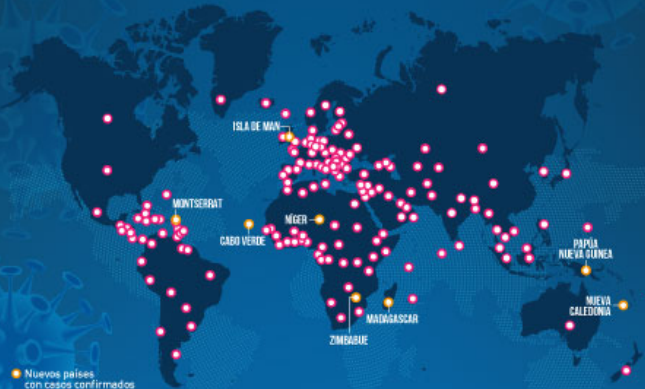 ISLA DE MAN
MONTSERRAT
CABO VERDE
NÍGER
PAPÚA
NUEVA GUINEA
NUEVA
CALEDONIA
MADAGASCAR
ZIMBABUE
Nuevos países
con casos confirmados